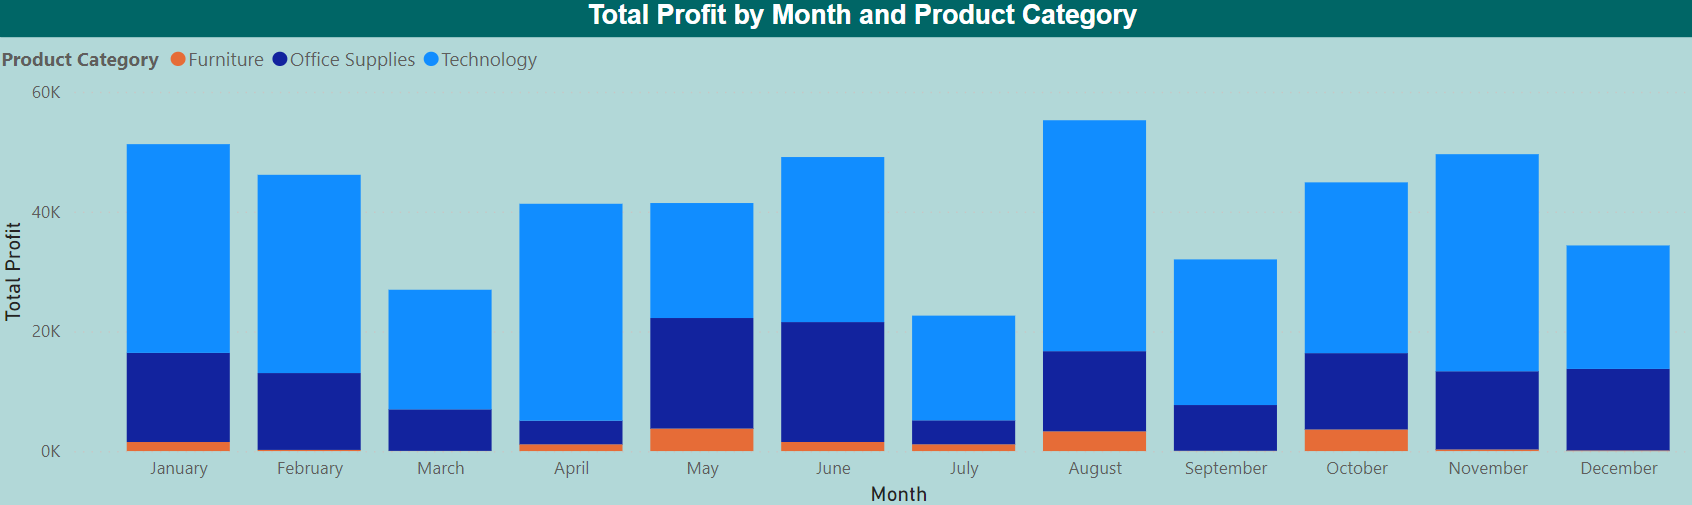 Total Profit by Month and Product Category
Product Category Furniture Office Supplies Technology
60K
40K
20K
0K
Total Profit
January February March April May June July August September October November December
Month